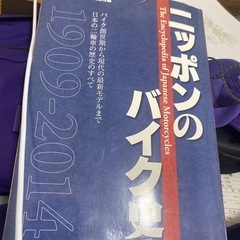 ニッポンの
バイク史
The Encyclopedia of Japanese Motorcycles
バイク創世期から現代の最新モデルまで
日本の二輪車の歴史のすべて
1909-2014